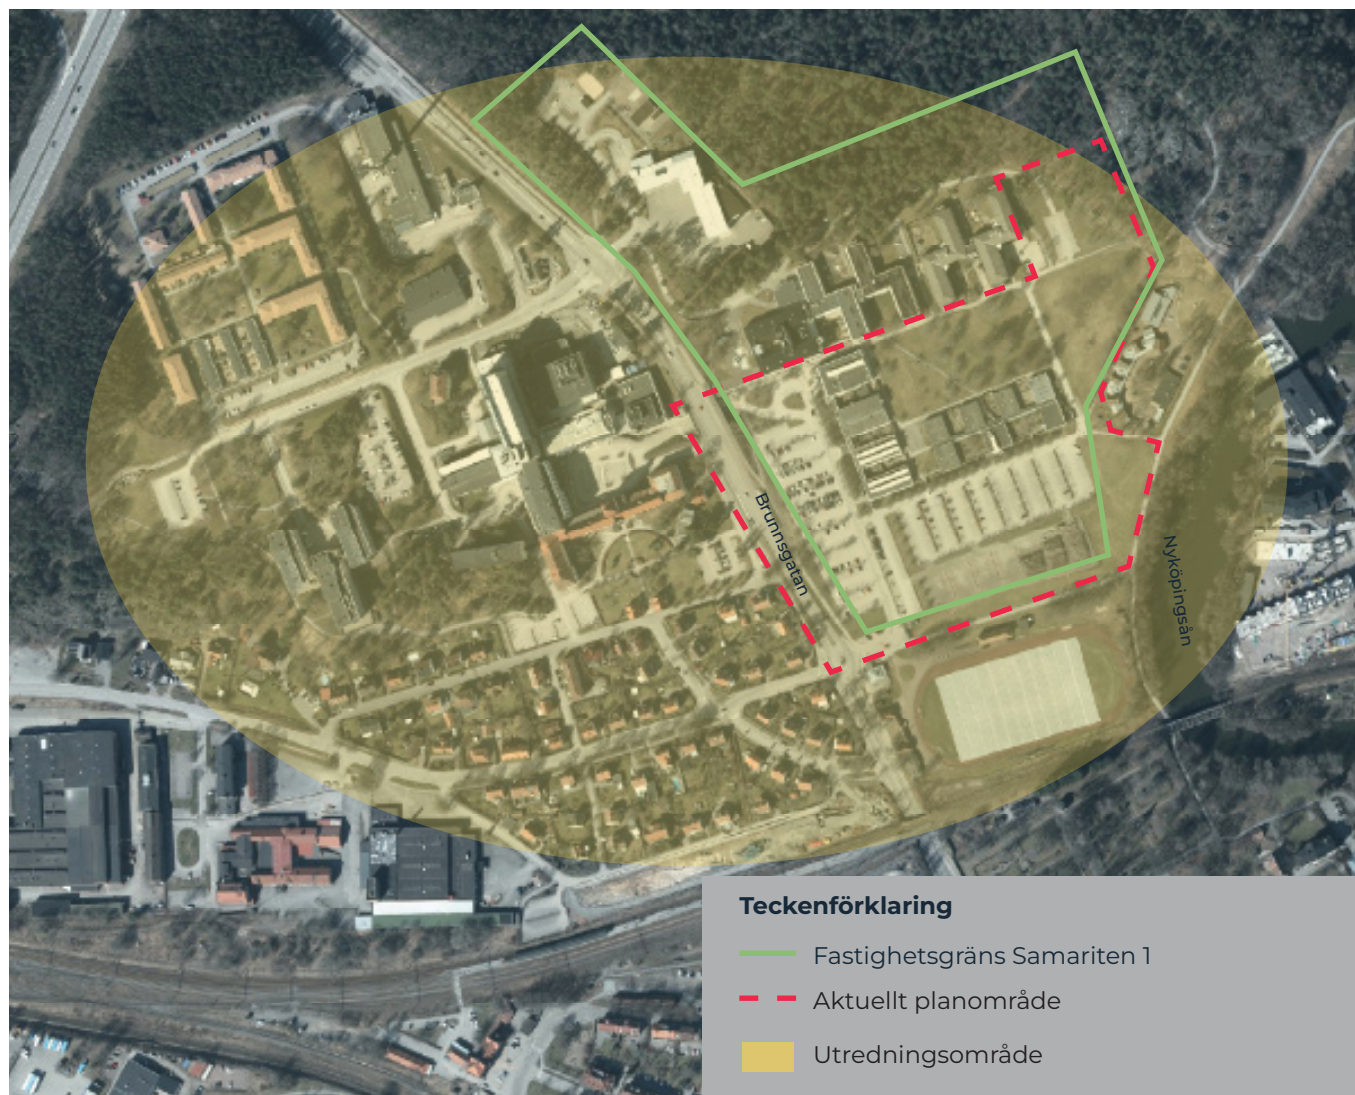 Brunnsgatan
Nyköpingsån
Teckenförklaring
Fastighetsgräns Samariten 1
Aktuellt planområde
Utredningsområde